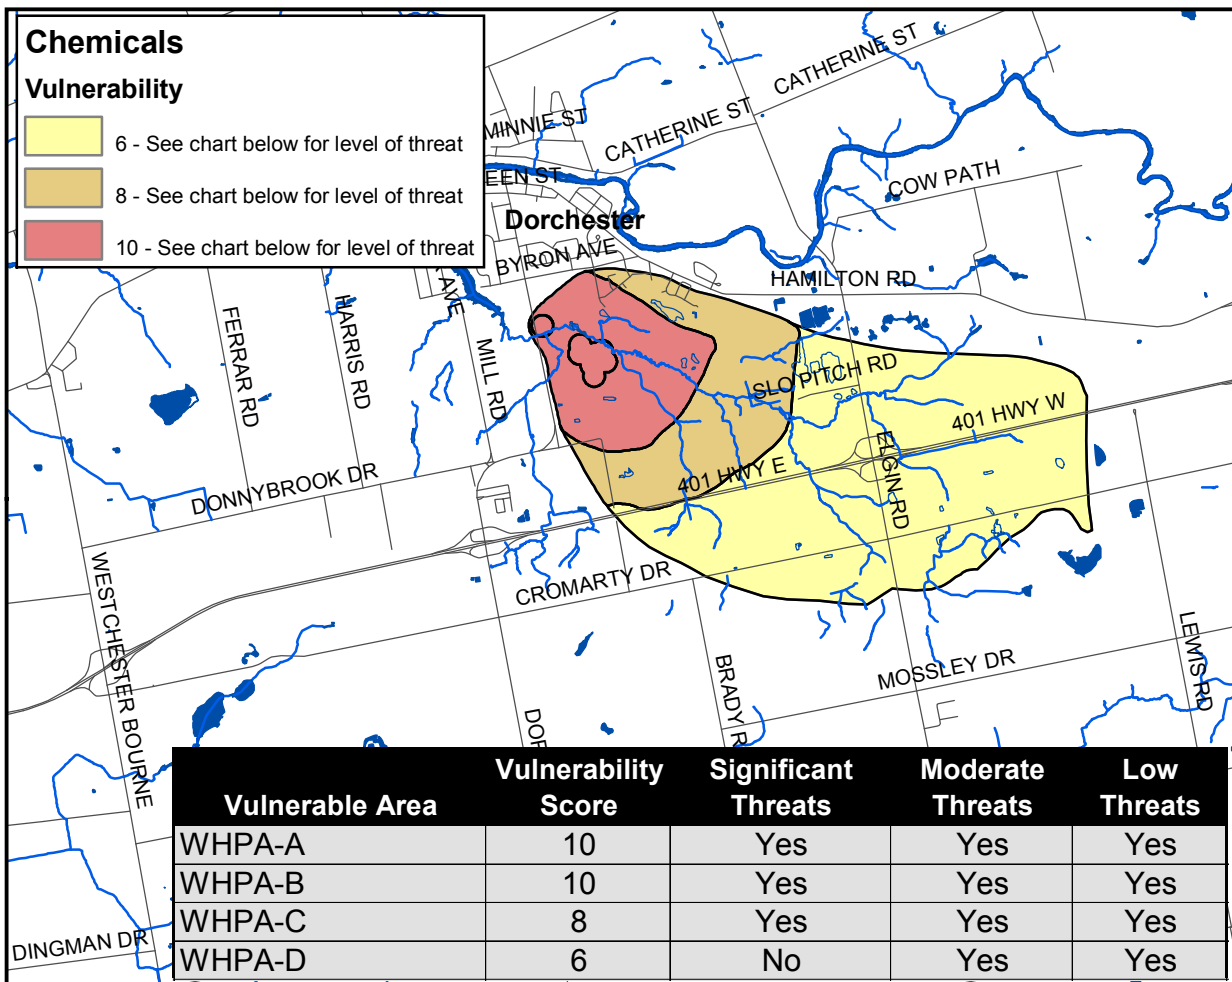 Chemicals
Vulnerability
6 - See chart below for level of threat
8 - See chart below for level of threat
10 - See chart below for level of threat
CATHERINE ST
MINNIE ST
CATHERINE ST
EEN ST
COW PATH
Dorchester
BYRON AVE
HAMILTON RD
AVE
HARRIS RD
FERRAR RD
MILL RD
SLO PITCH RD
401 HWY W
ELGIN RD
401 HWY E
DONNYBROOK DR
CROMARTY DR
WESTCHESTER BOURNE
LEWIS RD
MOSSLEY DR
BRADY R
DOR
DINGMAN DR
Vulnerable Area Vulnerability Score Significant Threats Moderate Threats Low Threats
WHPA-A 10 Yes Yes Yes
WHPA-B 10 Yes Yes Yes
WHPA-C 8 Yes Yes Yes
WHPA-D 6 No Yes Yes